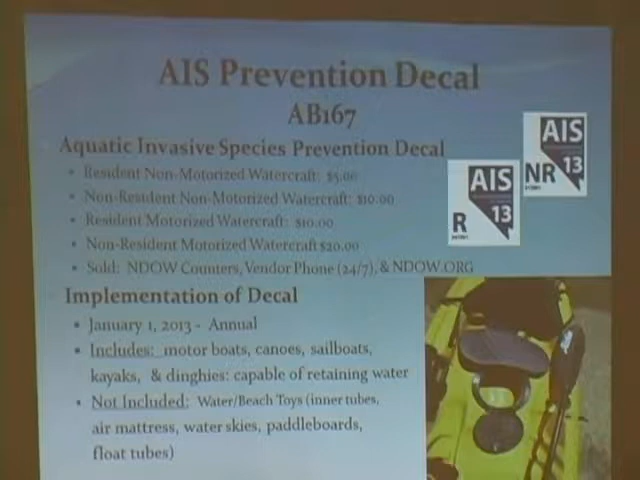 AIS Prevention Decal
AB167
Aquatic Invasive Species Prevention Decal
• Resident Non-Motorized Watercraft: $5.00
• Non-Resident Non-Motorized Watercraft: $10.00
• Resident Motorized Watercraft: $10.00
• Non-Resident Motorized Watercraft $20.00
• Sold: NDOW Counters, Vendor Phone (24/7), & NDOW.ORG
AIS
13
NR
AIS
13
R
Implementation of Decal
• January 1, 2013 - Annual
• Includes: motor boats, canoes, sailboats,
kayaks, & dinghies: capable of retaining water
• Not Included: Water/Beach Toys (inner tubes,
air mattress, water skies, paddleboards,
float tubes)